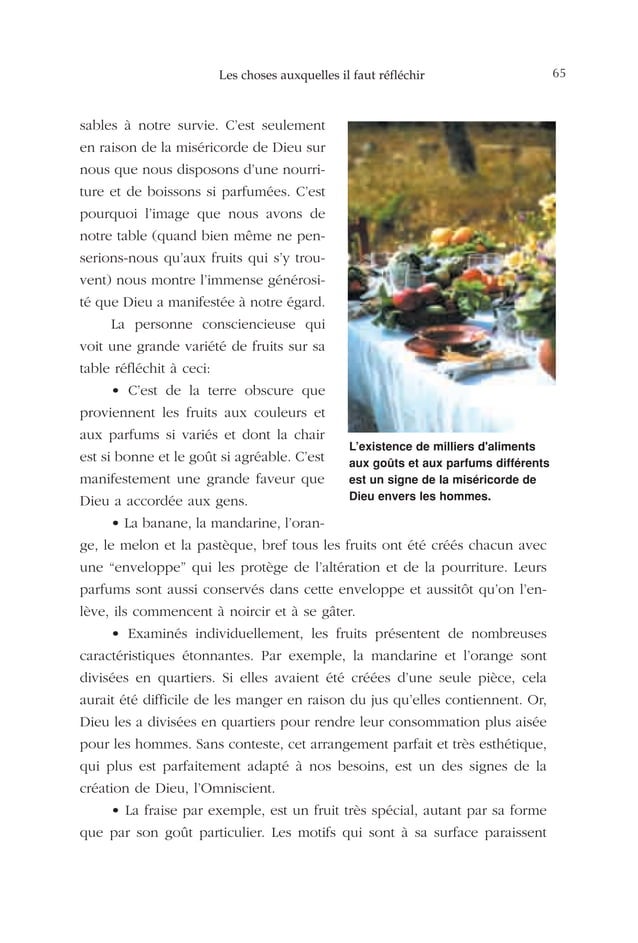 Les choses auxquelles il faut réfléchir
65
sables à notre survie. C’est seulement
en raison de la miséricorde de Dieu sur
nous que nous disposons d’une nourri-
ture et de boissons si parfumées. C’est
pourquoi l’image que nous avons de
notre table (quand bien même ne pen-
serions-nous qu’aux fruits qui s’y trou-
vent) nous montre l’immense générosi-
té que Dieu a manifestée à notre égard.
La personne consciencieuse qui
voit une grande variété de fruits sur sa
table réfléchit à ceci:
• C’est de la terre obscure que
proviennent les fruits aux couleurs et
aux parfums si variés et dont la chair
est si bonne et le goût si agréable. C’est
manifestement une grande faveur que
Dieu a accordée aux gens.
L’existence de milliers d'aliments
aux goûts et aux parfums différents
est un signe de la miséricorde de
Dieu envers les hommes.
• La banane, la mandarine, l’oran-
ge, le melon et la pastèque, bref tous les fruits ont été créés chacun avec
une “enveloppe” qui les protège de l’altération et de la pourriture. Leurs
parfums sont aussi conservés dans cette enveloppe et aussitôt qu’on l’en-
lève, ils commencent à noircir et à se gâter.
• Examinés individuellement, les fruits présentent de nombreuses
caractéristiques étonnantes. Par exemple, la mandarine et l’orange sont
divisées en quartiers. Si elles avaient été créées d’une seule pièce, cela
aurait été difficile de les manger en raison du jus qu’elles contiennent. Or,
Dieu les a divisées en quartiers pour rendre leur consommation plus aisée
pour les hommes. Sans conteste, cet arrangement parfait et très esthétique,
qui plus est parfaitement adapté à nos besoins, est un des signes de la
création de Dieu, l’Omniscient.
• La fraise par exemple, est un fruit très spécial, autant par sa forme
que par son goût particulier. Les motifs qui sont à sa surface paraissent